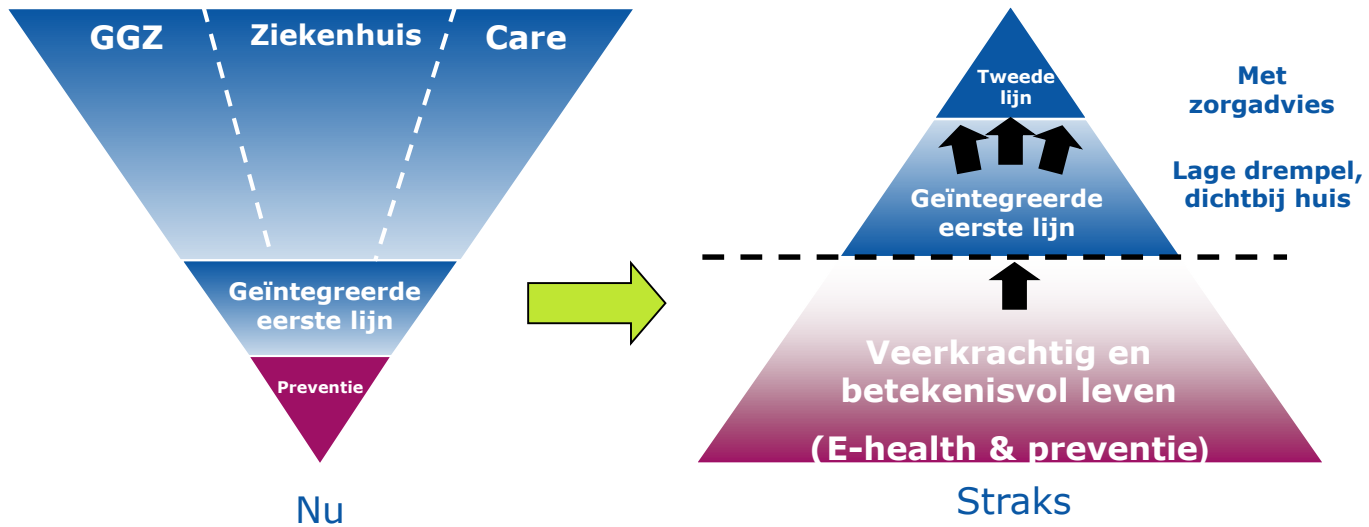 GGZ
Ziekenhuis
Care
Geïntegreerde
eerste lijn
Preventie
Nu
Tweede
lijn
Met
zorgadvies
Geïntegreerde
eerste lijn
Lage drempel,
dichtbij huis
Veerkrachtig en
betekenisvol leven
(E-health & preventie)
Straks